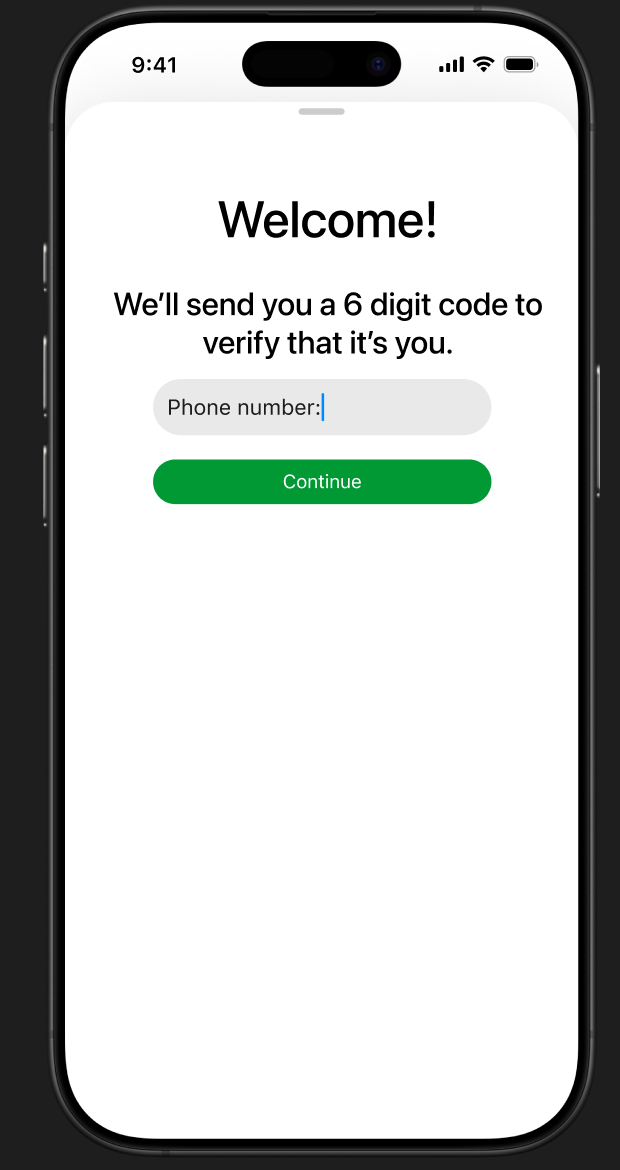 9:41
Welcome!
We’ll send you a 6 digit code to
verify that it’s you.
Phone number:
Continue